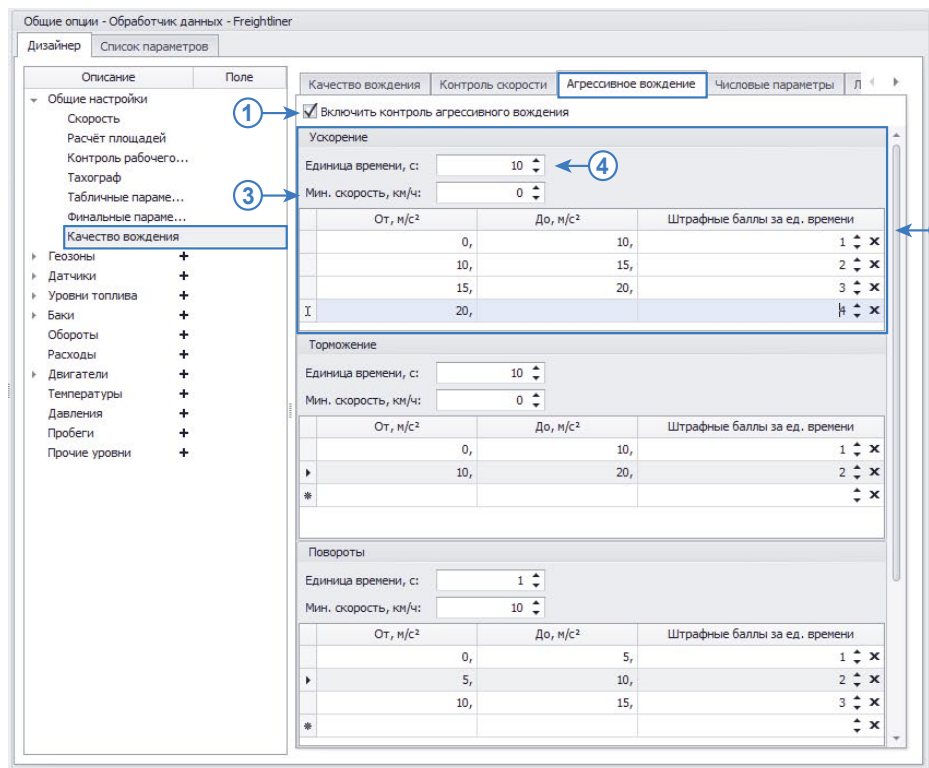 Общие опции - Обработчик данных - Freightliner
Дизайнер Список параметров
Описание Поле
Общие настройки
Скорость
Расчёт площадей
Контроль рабочего...
Тахограф
Табличные параме...
Финальные параме...
Качество вождения
Геозоны +
Датчики +
Уровни топлива +
Баки +
Обороты +
Расходы +
Двигатели +
Температуры +
Давления +
Пробеги +
Прочие уровни +
Качество вождения Контроль скорости Агрессивное вождение Числовые параметры Л
1 Включить контроль агрессивного вождения
Ускорение
Единица времени, с: 10 4
3 Мин. скорость, км/ч: 0
От, м/с² До, м/с² Штрафные баллы за ед. времени
0, 10, 1
10, 15, 2
15, 20, 3
20, 4
Торможение
Единица времени, с: 10
Мин. скорость, км/ч: 0
От, м/с² До, м/с² Штрафные баллы за ед. времени
0, 10, 1
10, 20, 2
Повороты
Единица времени, с: 1
Мин. скорость, км/ч: 10
От, м/с² До, м/с² Штрафные баллы за ед. времени
0, 5, 1
5, 10, 2
10, 15, 3